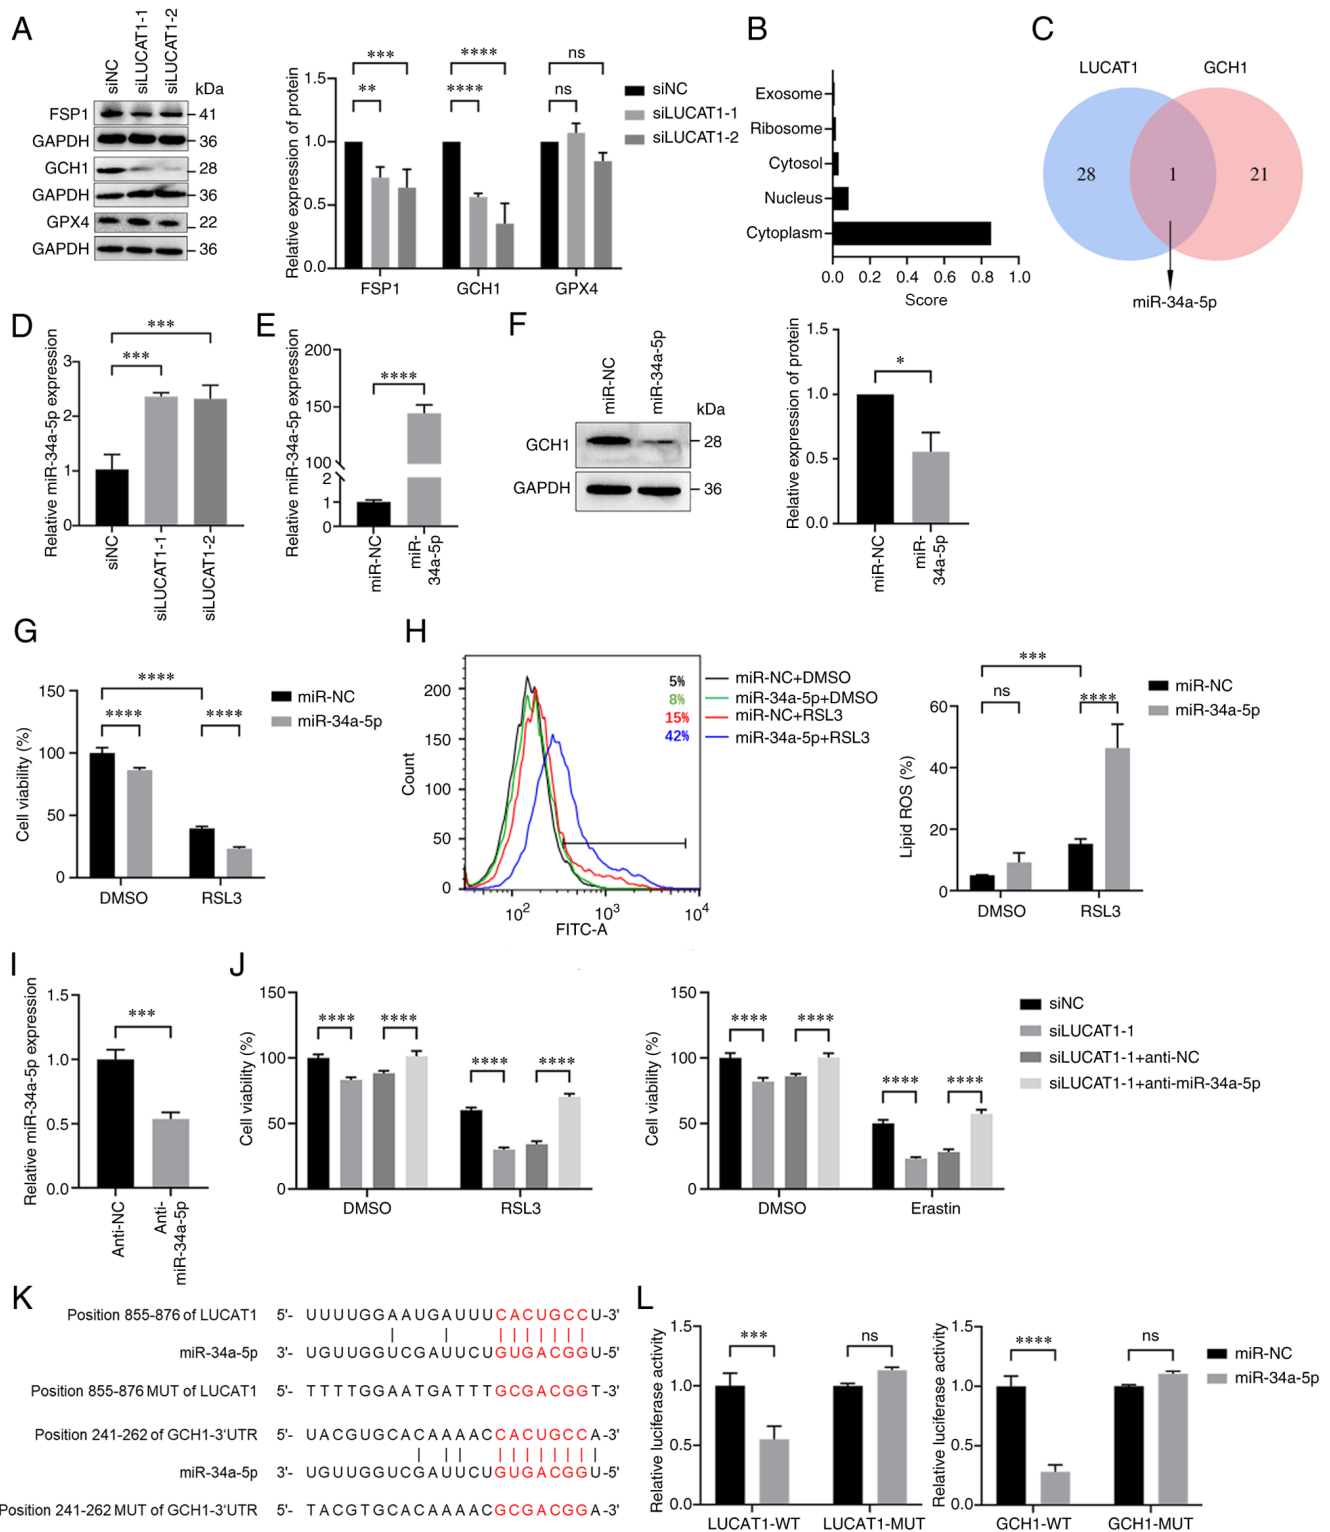 A
siNC
siLUCAT1-1
siLUCAT1-2
kDa
FSP1
41
GAPDH
36
GCH1
28
GAPDH
36
GPX4
22
GAPDH
36
Relative expression of protein
1.5
1.0
0.5
0.0
***
**
****
****
ns
ns
FSP1
GCH1
GPX4
siNC
siLUCAT1-1
siLUCAT1-2
B
Exosome
Ribosome
Cytosol
Nucleus
Cytoplasm
0.0 0.2 0.4 0.6 0.8 1.0
Score
C
LUCAT1
GCH1
28
1
21
miR-34a-5p
D
Relative miR-34a-5p expression
3
2
1
0
***
***
siNC
siLUCAT1-1
siLUCAT1-2
E
Relative miR-34a-5p expression
200
150
100
2
1
0
****
miR-NC
miR-
34a-5p
F
miR-NC
miR-34a-5p
kDa
GCH1
28
GAPDH
36
Relative expression of protein
1.5
1.0
0.5
0.0
*
miR-NC
miR-
34a-5p
G
Cell viability (%)
150
100
50
0
****
****
****
DMSO
RSL3
miR-NC
miR-34a-5p
H
Count
200
150
100
50
0
10²
10³
10⁴
FITC-A
5% miR-NC+DMSO
8% miR-34a-5p+DMSO
15% miR-NC+RSL3
42% miR-34a-5p+RSL3
Lipid ROS (%)
60
40
20
0
***
ns
****
DMSO
RSL3
miR-NC
miR-34a-5p
I
Relative miR-34a-5p expression
1.5
1.0
0.5
0.0
***
Anti-NC
Anti-
miR-34a-5p
J
Cell viability (%)
150
100
50
0
****
****
****
****
DMSO
RSL3
Cell viability (%)
150
100
50
0
****
****
****
****
DMSO
Erastin
siNC
siLUCAT1-1
siLUCAT1-1+anti-NC
siLUCAT1-1+anti-miR-34a-5p
K
Position 855-876 of LUCAT1 5'- UUUUGGAAUGAUUUCACUGCCU-3'
miR-34a-5p 3'- UGUUGGUCGAUUCUGUGACGGU-5'
Position 855-876 MUT of LUCAT1 5'- TTTTGGAATGATTTGCGACGGT-3'
Position 241-262 of GCH1-3'UTR 5'- UACGUGCACAAAACCACUGCCA-3'
miR-34a-5p 3'- UGUUGGUCGAUUCUGUGACGGU-5'
Position 241-262 MUT of GCH1-3'UTR 5'- TACGTGCACAAAACGCGACGGA-3'
L
Relative luciferase activity
1.5
1.0
0.5
0.0
***
ns
LUCAT1-WT
LUCAT1-MUT
Relative luciferase activity
1.5
1.0
0.5
0.0
****
ns
GCH1-WT
GCH1-MUT
miR-NC
miR-34a-5p